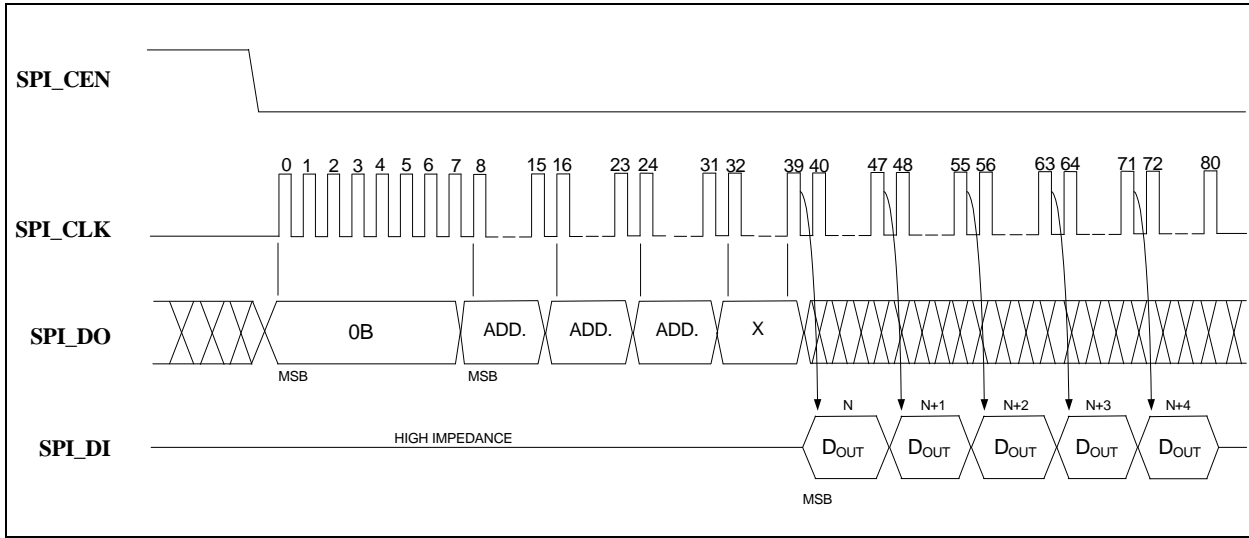 SPI_CEN
0 1 2 3 4 5 6 7 8 15 16 23 24 31 32 39 40 47 48 55 56 63 64 71 72 80
SPI_CLK
SPI_DO
0B ADD. ADD. ADD. X
MSB MSB
N N+1 N+2 N+3 N+4
SPI_DI
HIGH IMPEDANCE
DOUT DOUT DOUT DOUT DOUT
MSB